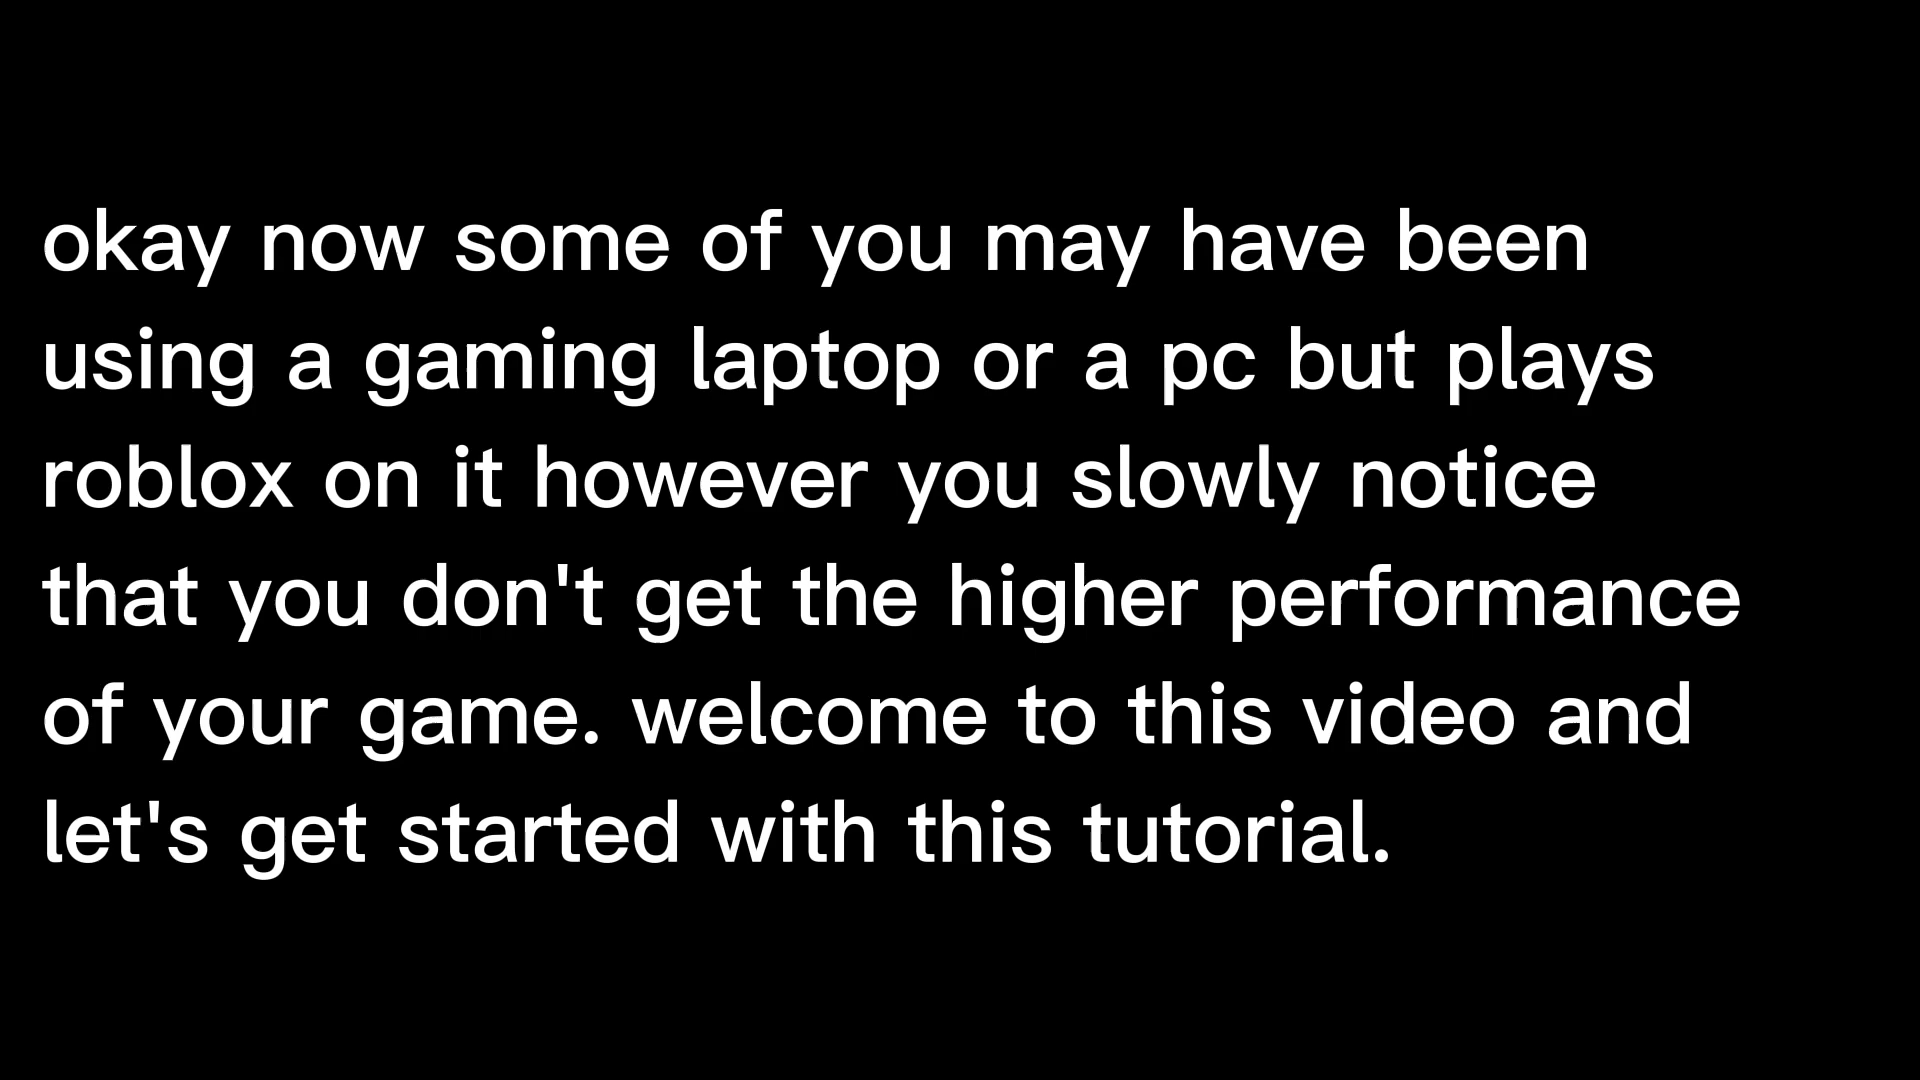 okay now some of you may have been
using a gaming laptop or a pc but plays
roblox on it however you slowly notice
that you don't get the higher performance
of your game. welcome to this video and
let's get started with this tutorial.